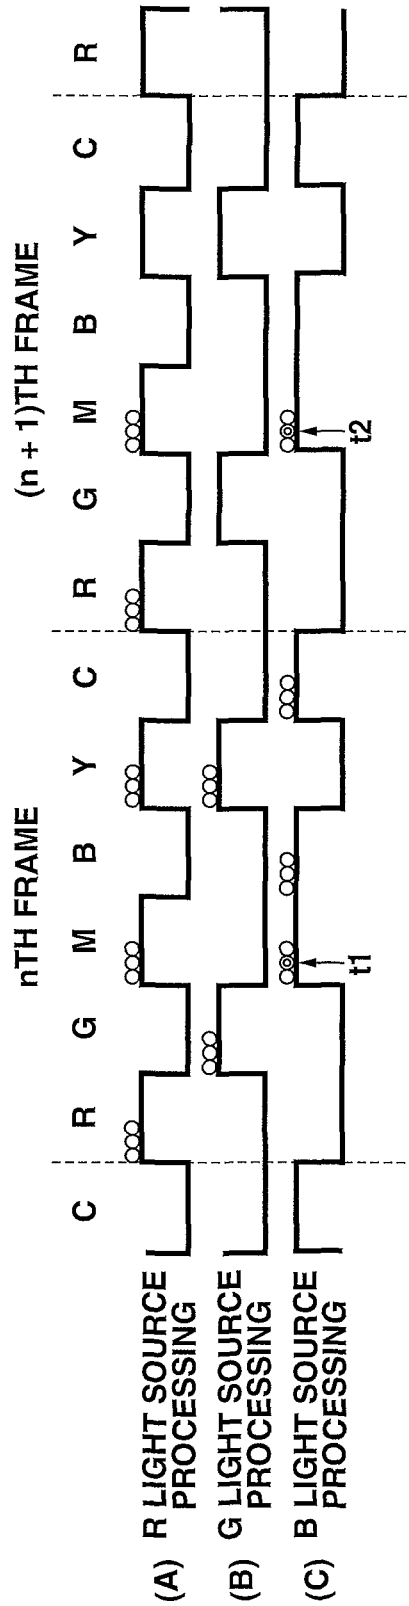 nTH FRAME (n + 1)TH FRAME
C R G M B Y C R G M B Y C R
(A) R LIGHT SOURCE
PROCESSING
(B) G LIGHT SOURCE
PROCESSING
(C) B LIGHT SOURCE
PROCESSING
t1 t2